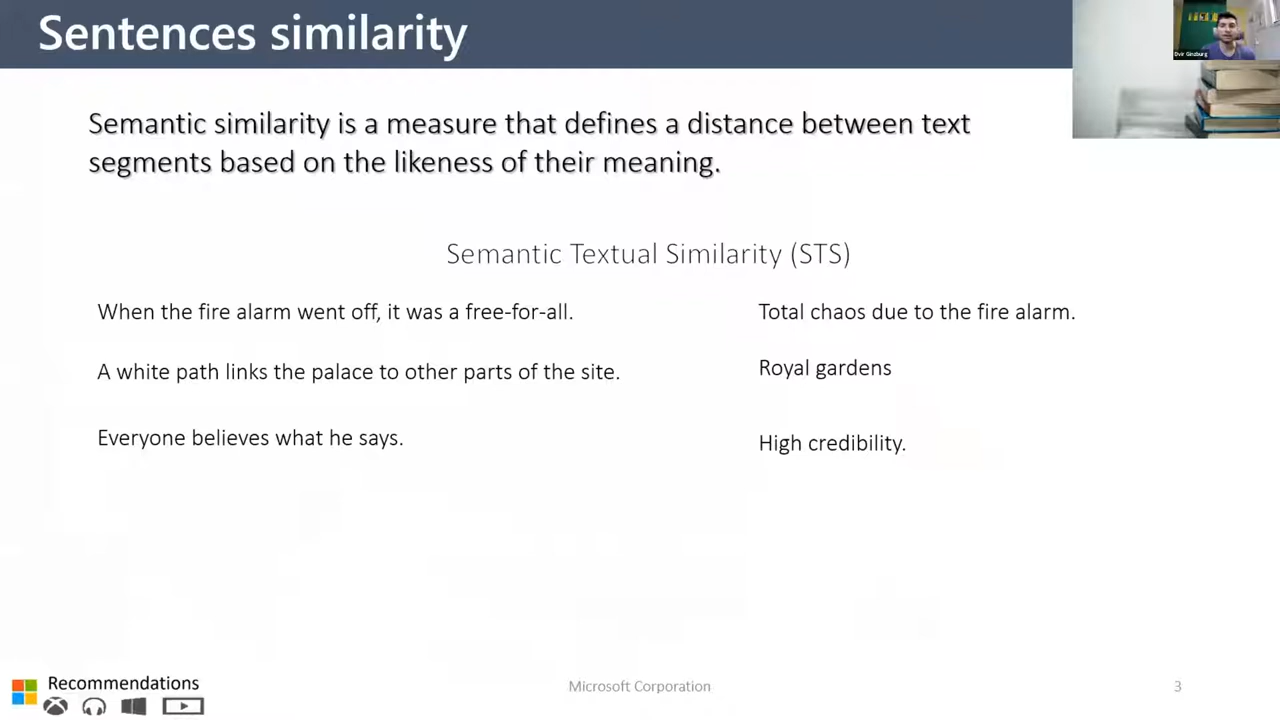 Sentences similarity
Dvir Ginzburg
Semantic similarity is a measure that defines a distance between text
segments based on the likeness of their meaning.
Semantic Textual Similarity (STS)
When the fire alarm went off, it was a free-for-all.
Total chaos due to the fire alarm.
A white path links the palace to other parts of the site.
Royal gardens
Everyone believes what he says.
High credibility.
Recommendations
Microsoft Corporation
3